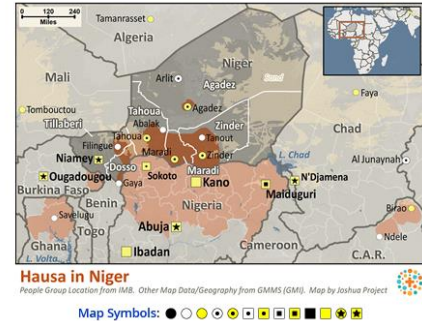 0 120 240
Miles
Tamanrasset
Algeria
Niger
Mali
Arlit
Agadez
Sand
Tombouctou
Tahoua
Agadez
Faya
Tillaberi
Abalak
Zinder
Chad
Filingue
Tahoua
Tanout
Niamey
Maradi
Zinder
L. Chad
Dosso
Maradi
Al Junaynah
Ougadougou
Sokoto
N'Djamena
Gaya
Kano
Burkina Faso
Maiduguri
Benin
Nigeria
Savelugu
Birao
Togo
Abuja
Ghana
Cameroon
Ndele
L. Volta
Ibadan
C.A.R.
Hausa in Niger
People Group Location from IMB. Other Map Data/Geography from GMMS (GMI). Map by Joshua Project
Map Symbols: